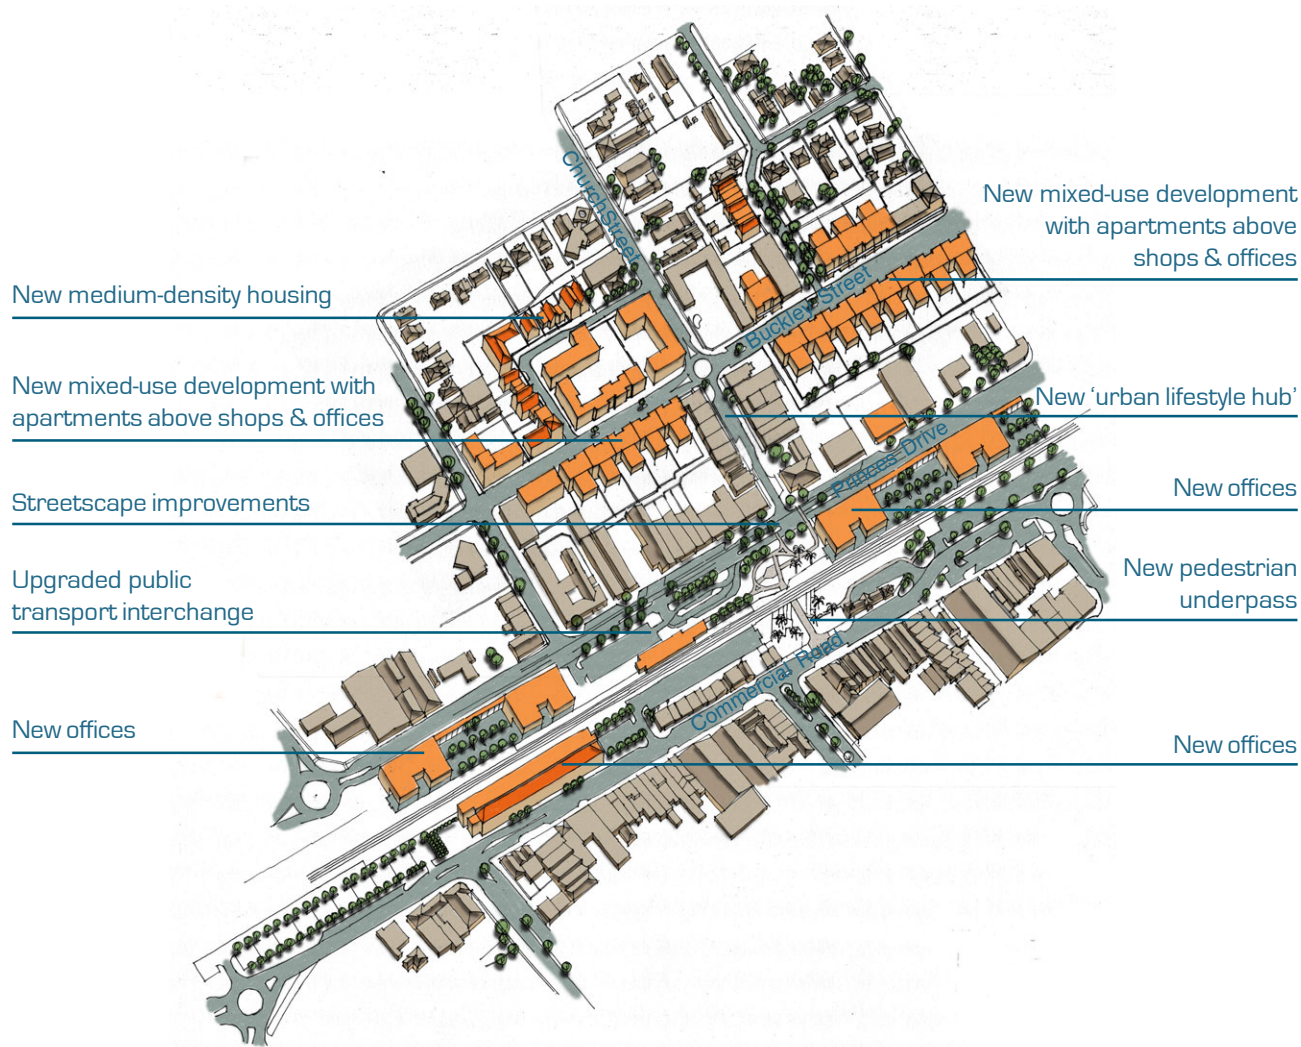 New mixed-use development
with apartments above
shops & offices
New medium-density housing
New mixed-use development with
apartments above shops & offices
New ‘urban lifestyle hub’
Streetscape improvements
New offices
Upgraded public
transport interchange
New pedestrian
underpass
New offices
New offices
Church Street
Buckley Street
Princes Drive
Commercial Road